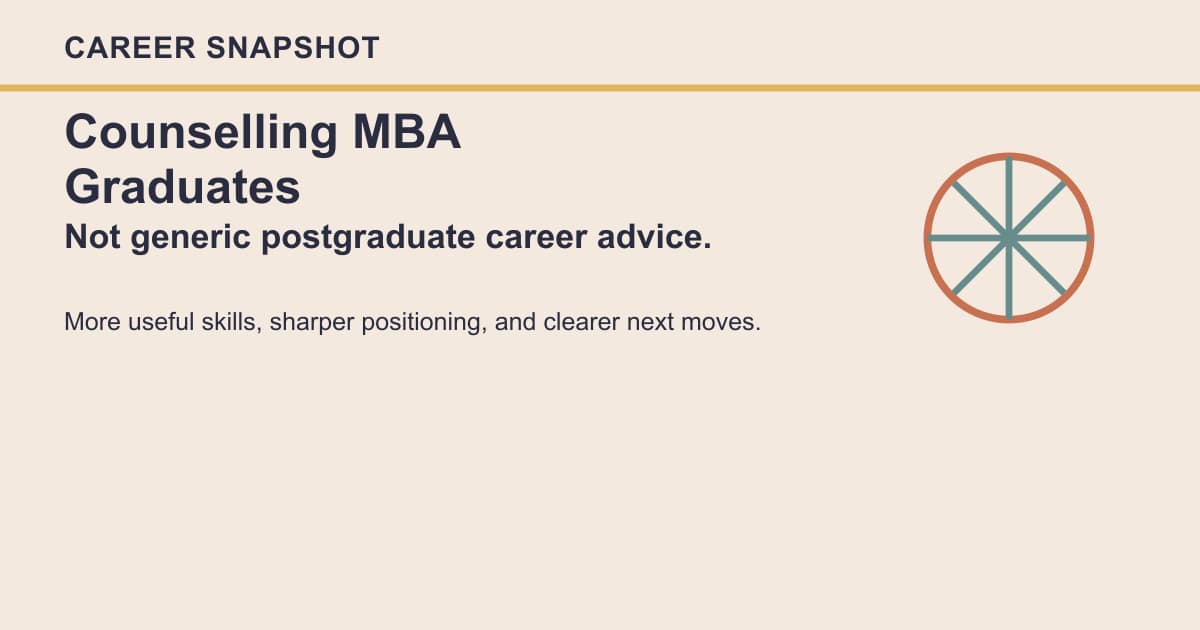 CAREER SNAPSHOT
Counselling MBA
Graduates
Not generic postgraduate career advice.
More useful skills, sharper positioning, and clearer next moves.